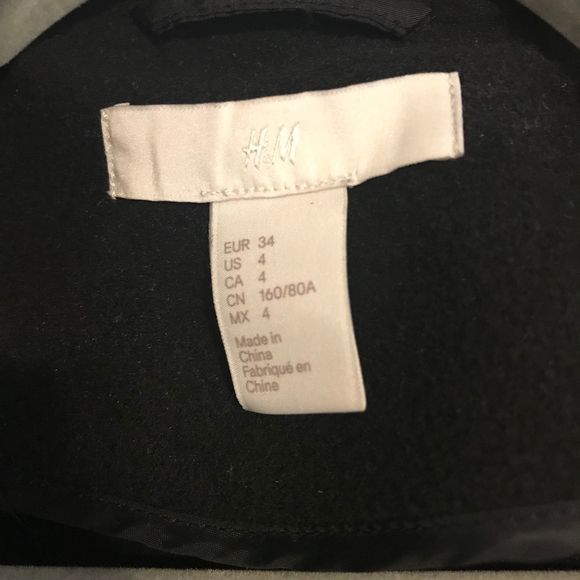 H&M
EUR 34
US 4
CA 4
CN 160/80A
MX 4
Made in
China
Fabriqué en
Chine